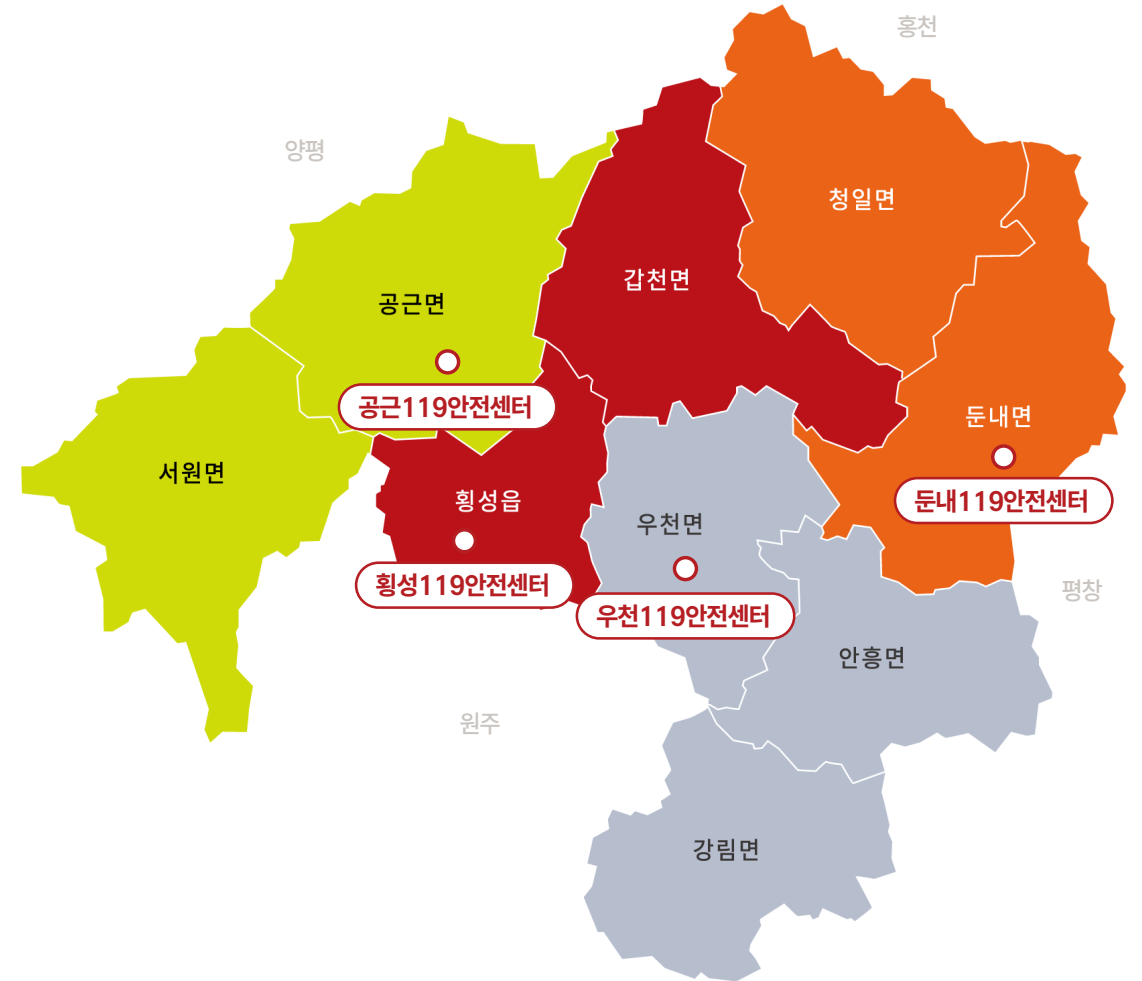 홍천
양평
청일면
갑천면
공근면
공근119안전센터
둔내면
서원면
둔내119안전센터
횡성읍
우천면
횡성119안전센터
우천119안전센터
평창
안흥면
원주
강림면